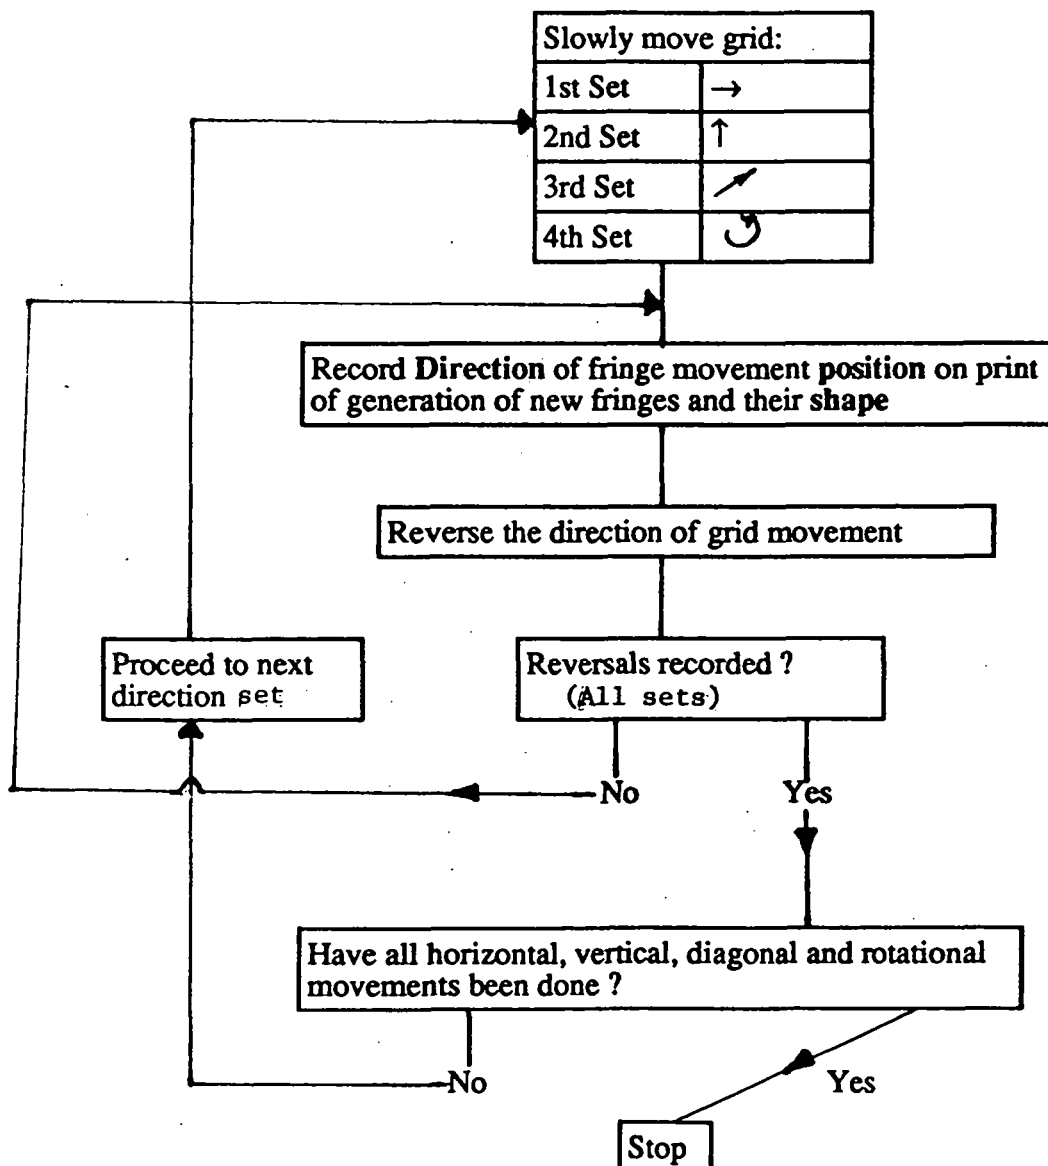 Slowly move grid:
1st Set →
2nd Set ↑
3rd Set ↗
4th Set
Record Direction of fringe movement position on print
of generation of new fringes and their shape
Reverse the direction of grid movement
Proceed to next
direction set
Reversals recorded ?
(All sets)
No
Yes
Have all horizontal, vertical, diagonal and rotational
movements been done ?
No
Yes
Stop